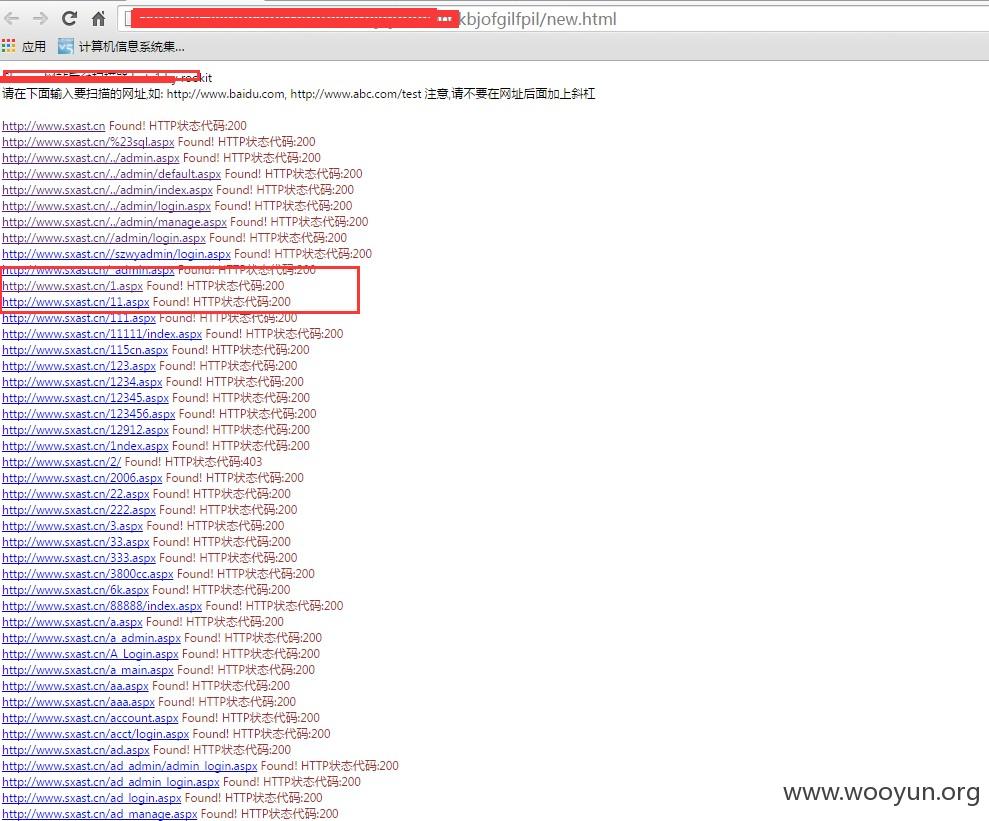 kbjofgilfpil/new.html
应用 计算机信息系统集...
rookit
请在下面输入要扫描的网址,如: http://www.baidu.com, http://www.abc.com/test 注意,请不要在网址后面加上斜杠
http://www.sxast.cn Found! HTTP状态代码:200
http://www.sxast.cn/%23sql.aspx Found! HTTP状态代码:200
http://www.sxast.cn/../admin.aspx Found! HTTP状态代码:200
http://www.sxast.cn/../admin/default.aspx Found! HTTP状态代码:200
http://www.sxast.cn/../admin/index.aspx Found! HTTP状态代码:200
http://www.sxast.cn/../admin/login.aspx Found! HTTP状态代码:200
http://www.sxast.cn/../admin/manage.aspx Found! HTTP状态代码:200
http://www.sxast.cn//admin/login.aspx Found! HTTP状态代码:200
http://www.sxast.cn//szwyadmin/login.aspx Found! HTTP状态代码:200
http://www.sxast.cn/_admin.aspx Found! HTTP状态代码:200
http://www.sxast.cn/1.aspx Found! HTTP状态代码:200
http://www.sxast.cn/11.aspx Found! HTTP状态代码:200
http://www.sxast.cn/111.aspx Found! HTTP状态代码:200
http://www.sxast.cn/11111/index.aspx Found! HTTP状态代码:200
http://www.sxast.cn/115cn.aspx Found! HTTP状态代码:200
http://www.sxast.cn/123.aspx Found! HTTP状态代码:200
http://www.sxast.cn/1234.aspx Found! HTTP状态代码:200
http://www.sxast.cn/12345.aspx Found! HTTP状态代码:200
http://www.sxast.cn/123456.aspx Found! HTTP状态代码:200
http://www.sxast.cn/12912.aspx Found! HTTP状态代码:200
http://www.sxast.cn/1ndex.aspx Found! HTTP状态代码:200
http://www.sxast.cn/2/ Found! HTTP状态代码:403
http://www.sxast.cn/2006.aspx Found! HTTP状态代码:200
http://www.sxast.cn/22.aspx Found! HTTP状态代码:200
http://www.sxast.cn/222.aspx Found! HTTP状态代码:200
http://www.sxast.cn/3.aspx Found! HTTP状态代码:200
http://www.sxast.cn/33.aspx Found! HTTP状态代码:200
http://www.sxast.cn/333.aspx Found! HTTP状态代码:200
http://www.sxast.cn/3800cc.aspx Found! HTTP状态代码:200
http://www.sxast.cn/6k.aspx Found! HTTP状态代码:200
http://www.sxast.cn/88888/index.aspx Found! HTTP状态代码:200
http://www.sxast.cn/a.aspx Found! HTTP状态代码:200
http://www.sxast.cn/a_admin.aspx Found! HTTP状态代码:200
http://www.sxast.cn/A_Login.aspx Found! HTTP状态代码:200
http://www.sxast.cn/a_main.aspx Found! HTTP状态代码:200
http://www.sxast.cn/aa.aspx Found! HTTP状态代码:200
http://www.sxast.cn/aaa.aspx Found! HTTP状态代码:200
http://www.sxast.cn/account.aspx Found! HTTP状态代码:200
http://www.sxast.cn/acct/login.aspx Found! HTTP状态代码:200
http://www.sxast.cn/ad.aspx Found! HTTP状态代码:200
http://www.sxast.cn/ad_admin/admin_login.aspx Found! HTTP状态代码:200
http://www.sxast.cn/ad_admin_login.aspx Found! HTTP状态代码:200
http://www.sxast.cn/ad_login.aspx Found! HTTP状态代码:200
http://www.sxast.cn/ad_manage.aspx Found! HTTP状态代码:200
www.wooyun.org